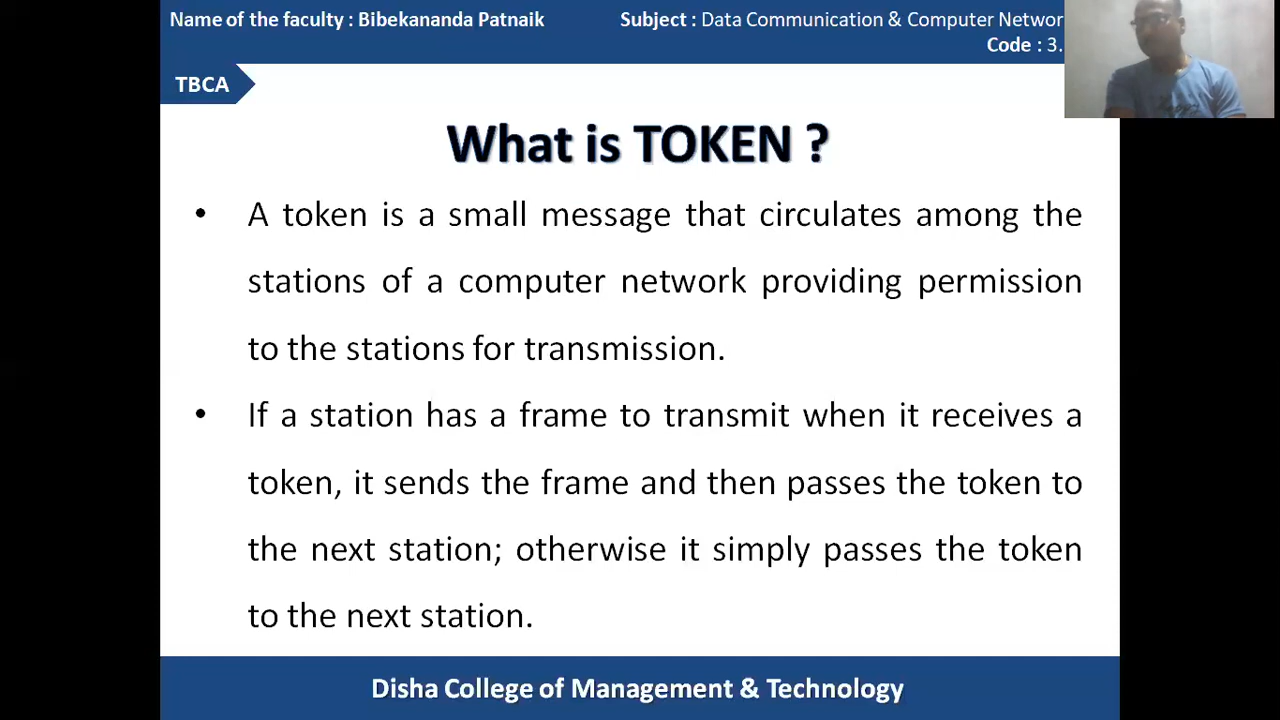 Name of the faculty : Bibekananda Patnaik
Subject : Data Communication & Computer Networ
Code : 3.
TBCA
What is TOKEN ?
• A token is a small message that circulates among the
stations of a computer network providing permission
to the stations for transmission.
• If a station has a frame to transmit when it receives a
token, it sends the frame and then passes the token to
the next station; otherwise it simply passes the token
to the next station.
Disha College of Management & Technology